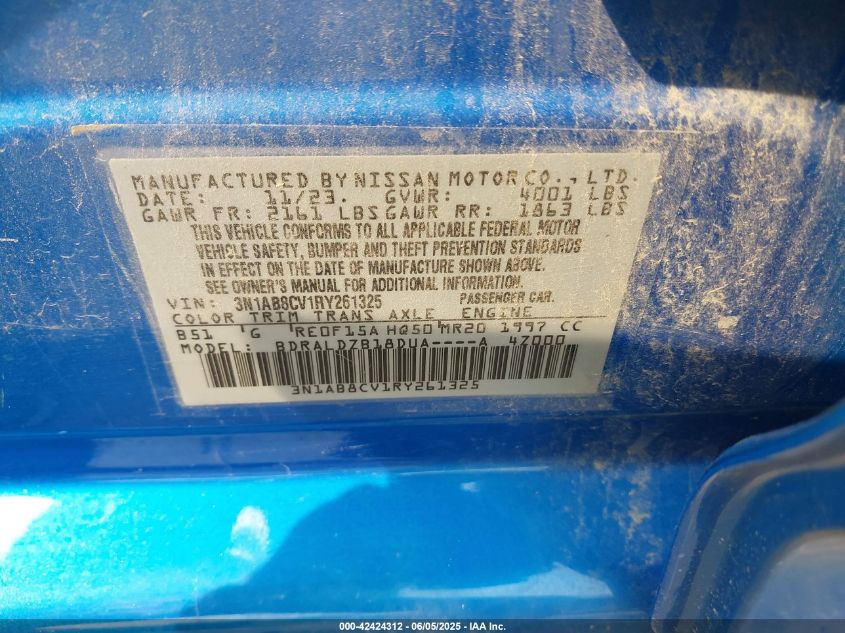 MANUFACTURED BY NISSAN MOTOR CO., LTD.
DATE: 11/23. GVWR: 4001 LBS
GAWR FR: 2161 LBS GAWR RR: 1863 LBS
THIS VEHICLE CONFORMS TO ALL APPLICABLE FEDERAL MOTOR
VEHICLE SAFETY, BUMPER AND THEFT PREVENTION STANDARDS
IN EFFECT ON THE DATE OF MANUFACTURE SHOWN ABOVE.
SEE OWNER'S MANUAL FOR ADDITIONAL INFORMATION.
VIN: 3N1AB8CV1RY261325 PASSENGER CAR.
COLOR TRIM TRANS AXLE ENGINE
B51 'G 'RE0F15A HQ50 MR20 1997 CC
MODEL: BDRALDZB18DUA----A 4Z000
3N1AB8CV1RY261325
000-42424312 - 06/05/2025 - IAA Inc.